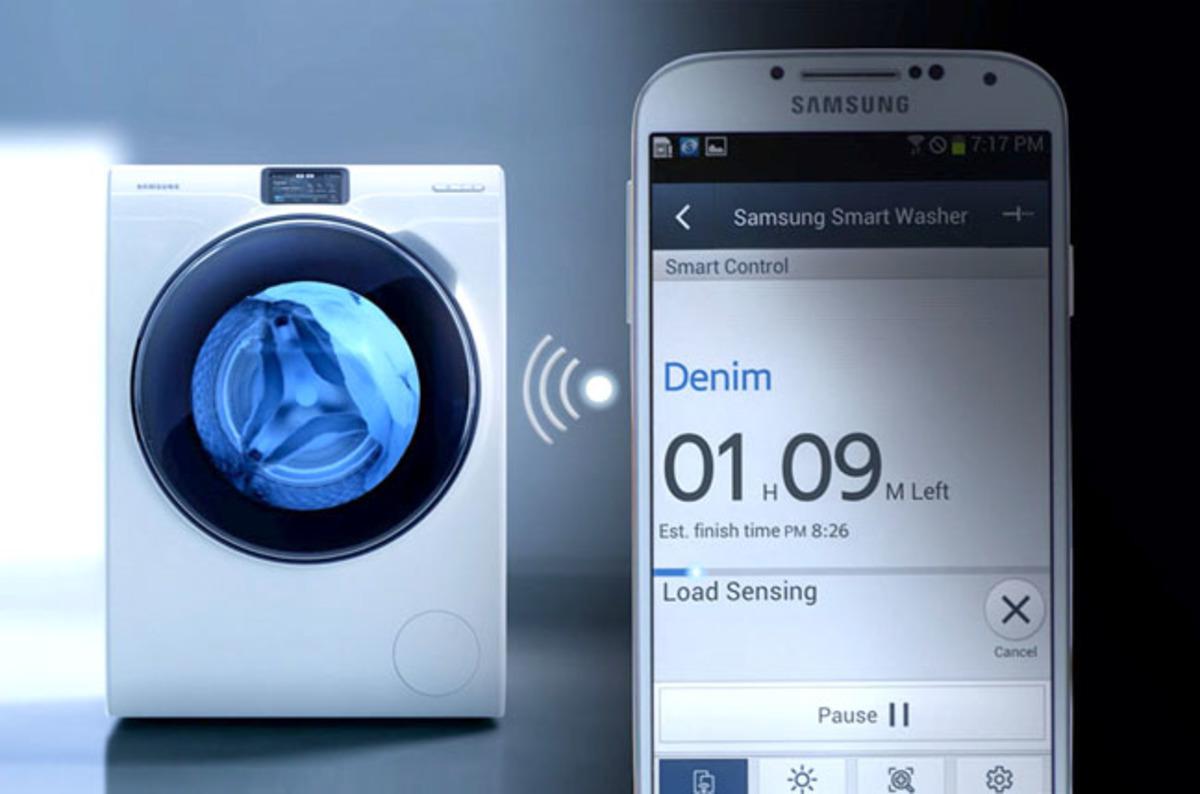 SAMSUNG
SAMSUNG
7:17 PM
Samsung Smart Washer
Smart Control
Denim
01 H 09 M Left
Est. finish time PM 8:26
Load Sensing
Cancel
Pause